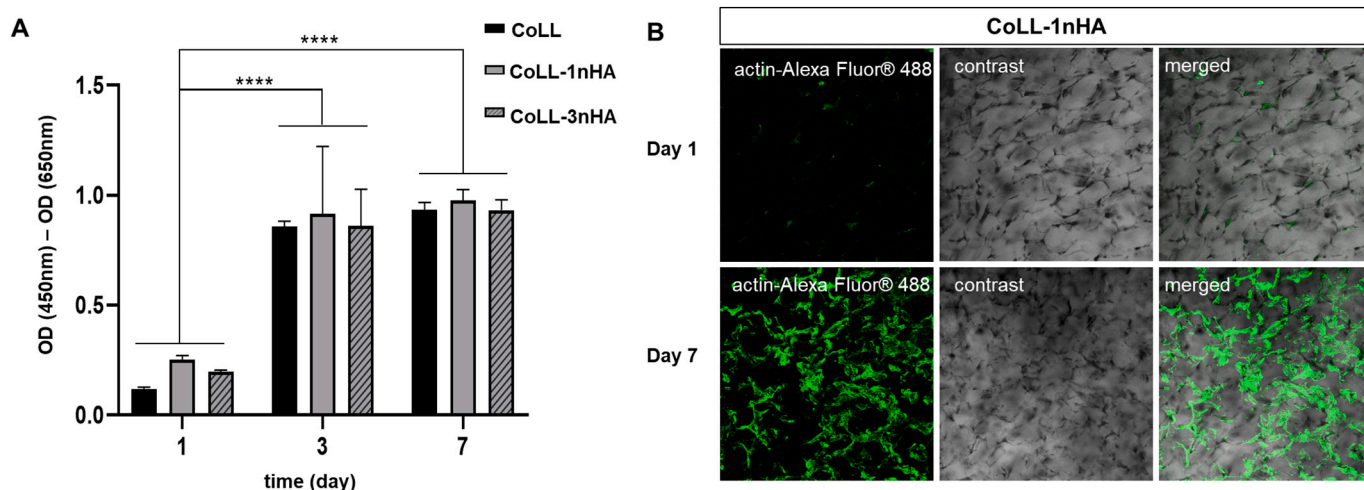 A
****
****
CoLL
CoLL-1nHA
CoLL-3nHA
OD (450nm) – OD (650nm)
1.5
1.0
0.5
0.0
1 3 7
time (day)
B
CoLL-1nHA
Day 1
actin-Alexa Fluor® 488 contrast merged
Day 7
actin-Alexa Fluor® 488 contrast merged